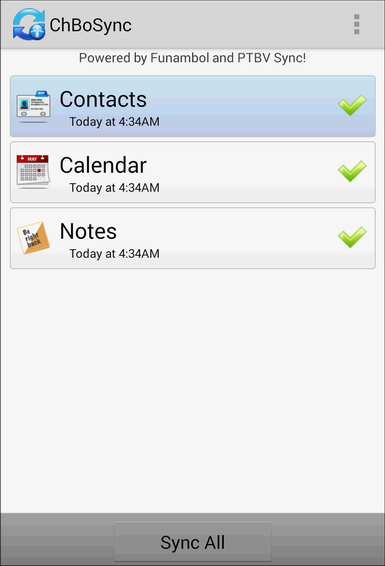 ChBoSync
Powered by Funambol and PTBV Sync!
Contacts
Today at 4:34AM
MAY
Calendar
Today at 4:34AM
Be
right
back
Notes
Today at 4:34AM
Sync All